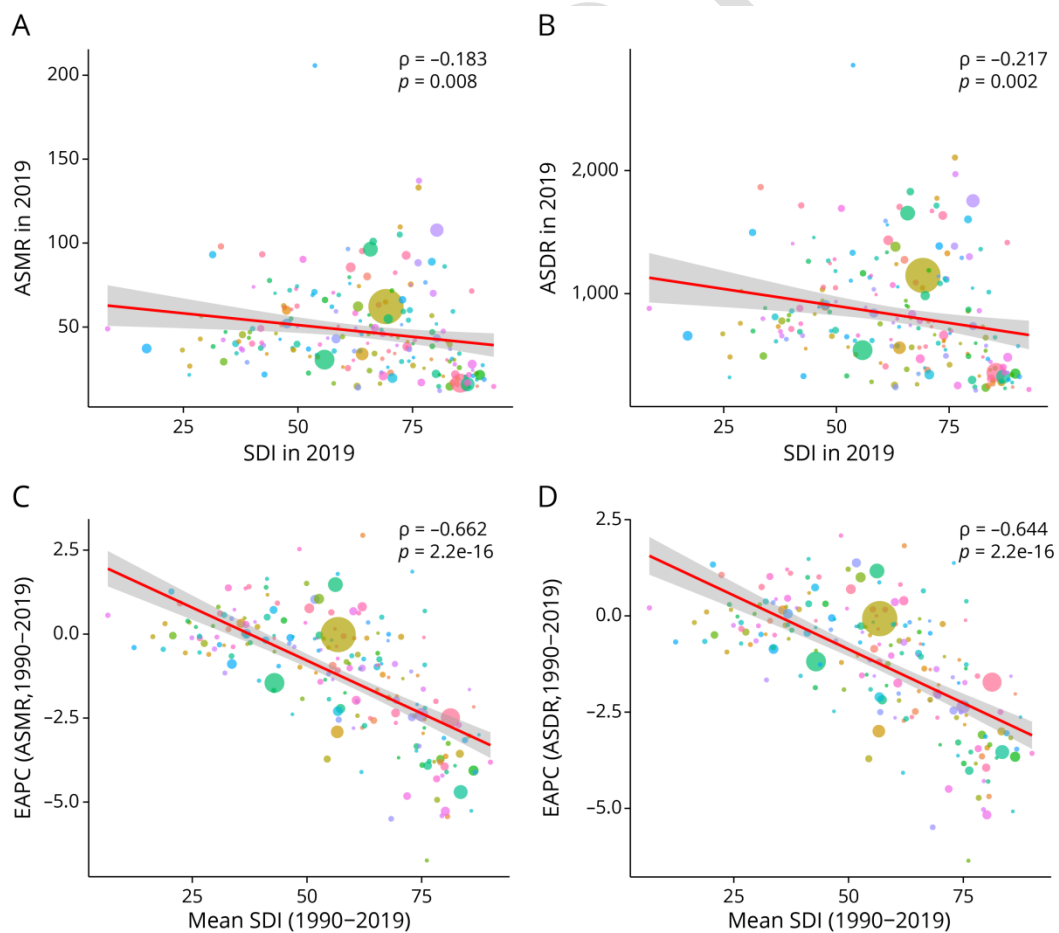 A
ρ = −0.183
p = 0.008
200
150
100
50
ASMR in 2019
25 50 75
SDI in 2019
B
ρ = −0.217
p = 0.002
2,000
1,000
ASDR in 2019
25 50 75
SDI in 2019
C
ρ = −0.662
p = 2.2e-16
2.5
0.0
−2.5
−5.0
EAPC (ASMR,1990−2019)
25 50 75
Mean SDI (1990−2019)
D
ρ = −0.644
p = 2.2e-16
2.5
0.0
−2.5
−5.0
EAPC (ASDR,1990−2019)
25 50 75
Mean SDI (1990−2019)